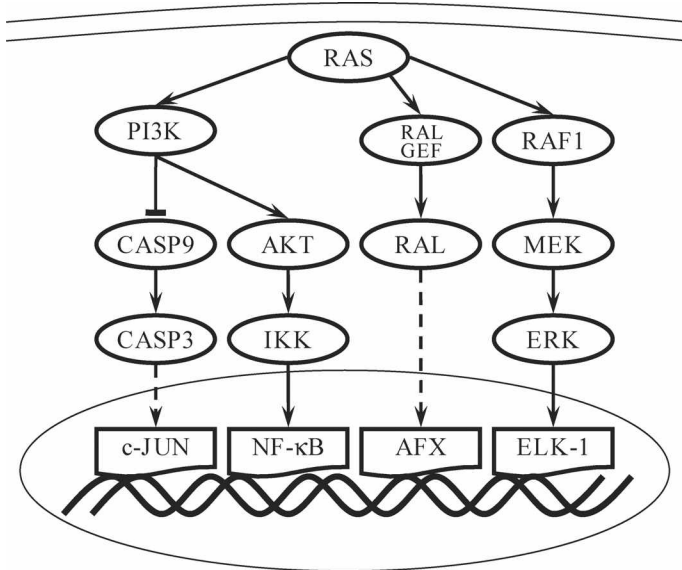 RAS
PI3K
RAL
GEF
RAF1
CASP9
AKT
RAL
MEK
CASP3
IKK
ERK
c-JUN
NF-κB
AFX
ELK-1